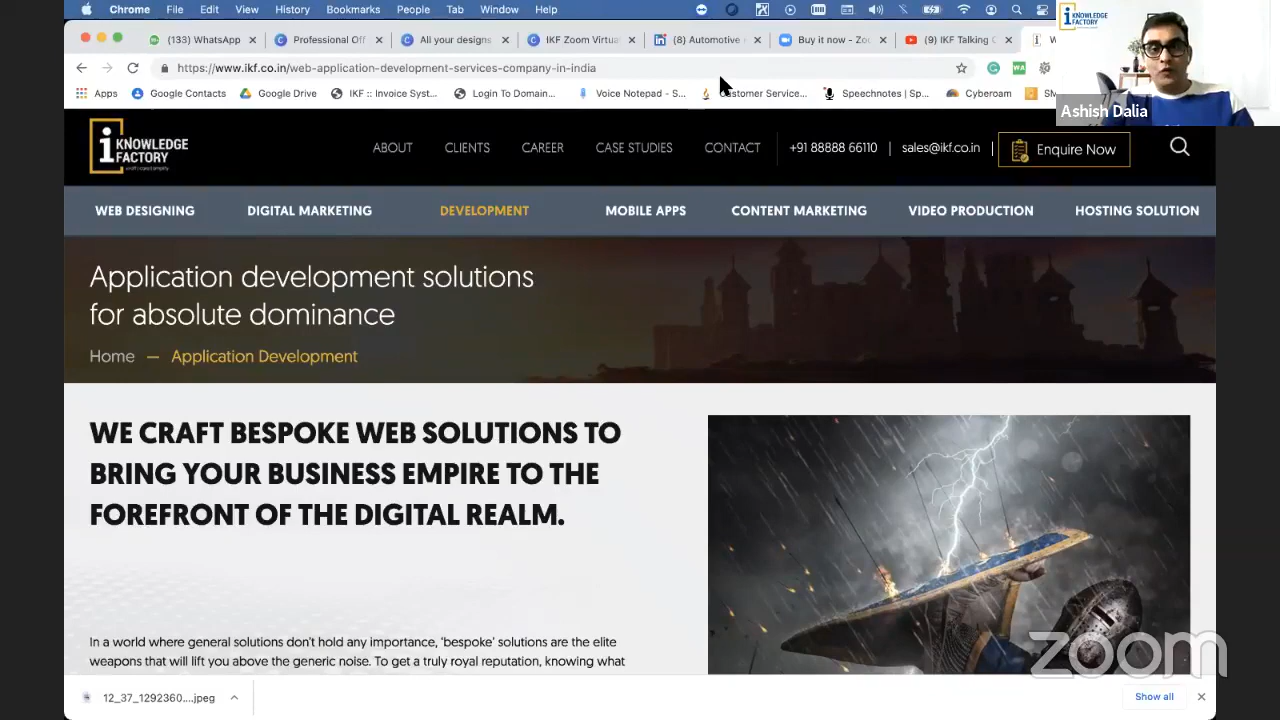 Chrome File Edit View History Bookmarks People Tab Window Help
(133) WhatsApp
Professional G
All your designs
IKF Zoom Virtua
(8) Automotive
Buy it now - Zo
(9) IKF Talking
https://www.ikf.co.in/web-application-development-services-company-in-india
Apps Google Contacts Google Drive IKF :: Invoice Syst... Login To Domain... Voice Notepad - S... Customer Service... Speechnotes | Sp... Cyberoam SM
i KNOWLEDGE FACTORY
Ashish Dalia
i KNOWLEDGE
FACTORY
ABOUT CLIENTS CAREER CASE STUDIES CONTACT +91 88888 66110 | sales@ikf.co.in | Enquire Now
WEB DESIGNING DIGITAL MARKETING DEVELOPMENT MOBILE APPS CONTENT MARKETING VIDEO PRODUCTION HOSTING SOLUTION
Application development solutions
for absolute dominance
Home — Application Development
WE CRAFT BESPOKE WEB SOLUTIONS TO
BRING YOUR BUSINESS EMPIRE TO THE
FOREFRONT OF THE DIGITAL REALM.
In a world where general solutions don't hold any importance, 'bespoke' solutions are the elite
weapons that will lift you above the generic noise. To get a truly royal reputation, knowing what
zoom
12_37_1292360....jpeg
Show all